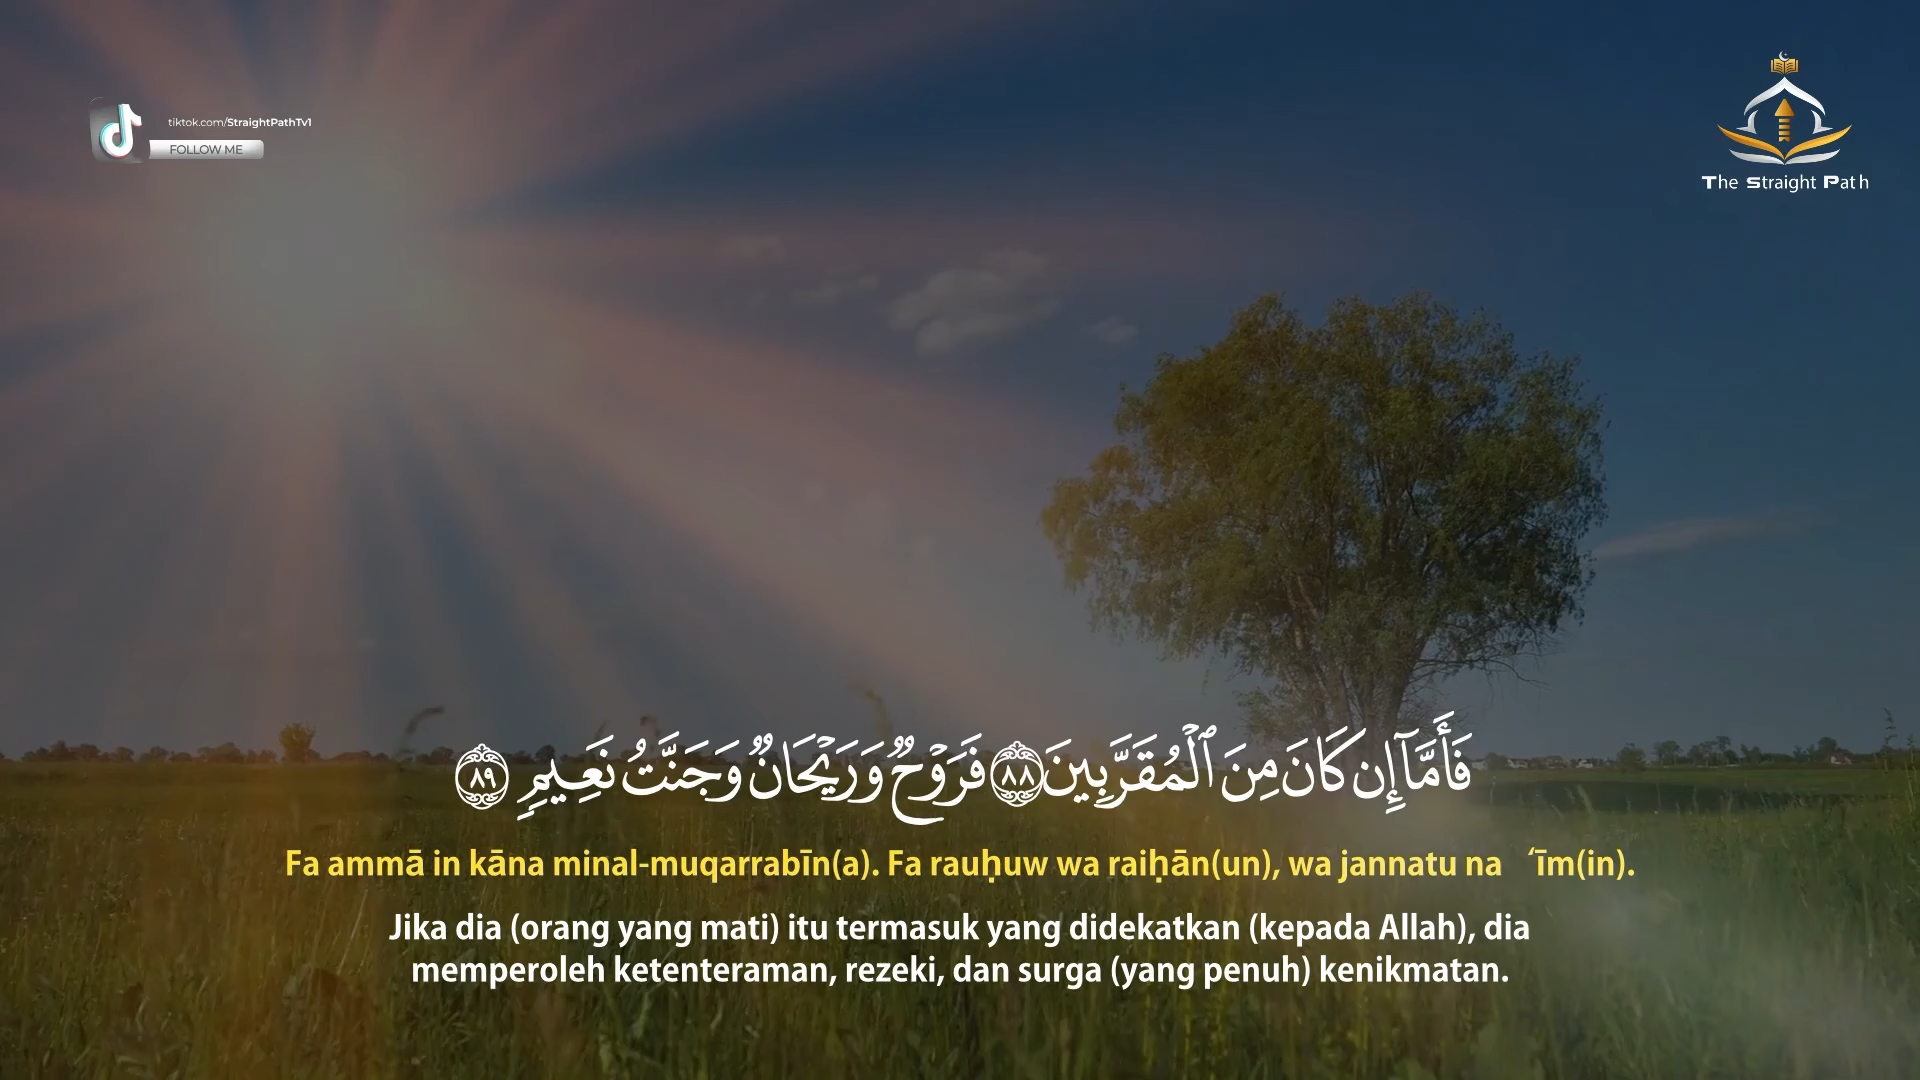 tiktok.com/StraightPathTv1
FOLLOW ME
The Straight Path
فَأَمَّآ إِن كَانَ مِنَ ٱلْمُقَرَّبِينَ ٨٨ فَرَوْحٌ وَرَيْحَانٌ وَجَنَّتُ نَعِيمٍ ٨٩
Fa ammā in kāna minal-muqarrabīn(a). Fa rauḥuw wa raiḥān(un), wa jannatu na ‘īm(in).
Jika dia (orang yang mati) itu termasuk yang didekatkan (kepada Allah), dia
memperoleh ketenteraman, rezeki, dan surga (yang penuh) kenikmatan.